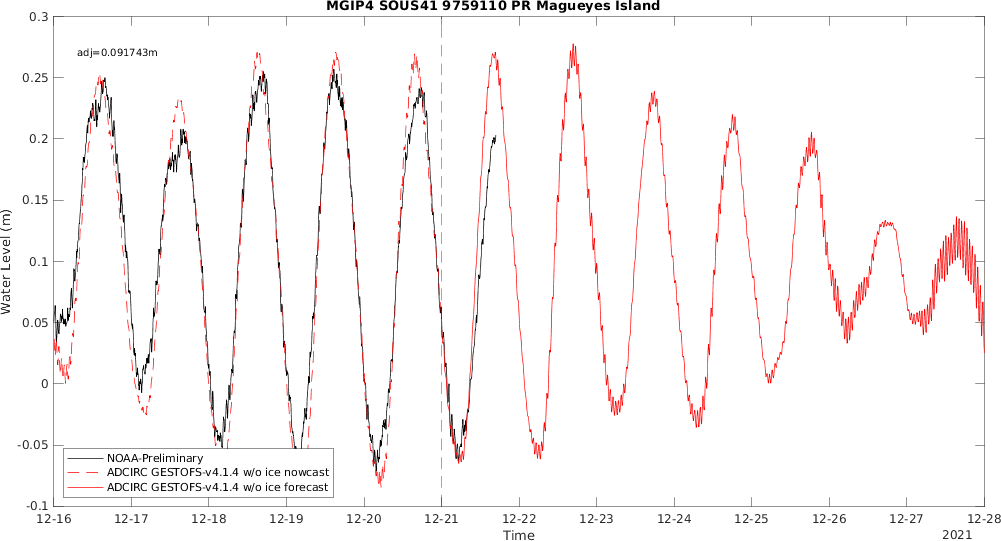 MGIP4 SOUS41 9759110 PR Magueyes Island
adj=0.091743m
0.3
0.25
0.2
0.15
0.1
0.05
0
-0.05
-0.1
Water Level (m)
NOAA-Preliminary
ADCIRC GESTOFS-v4.1.4 w/o ice nowcast
ADCIRC GESTOFS-v4.1.4 w/o ice forecast
12-16 12-17 12-18 12-19 12-20 12-21 12-22 12-23 12-24 12-25 12-26 12-27 12-28
Time
2021